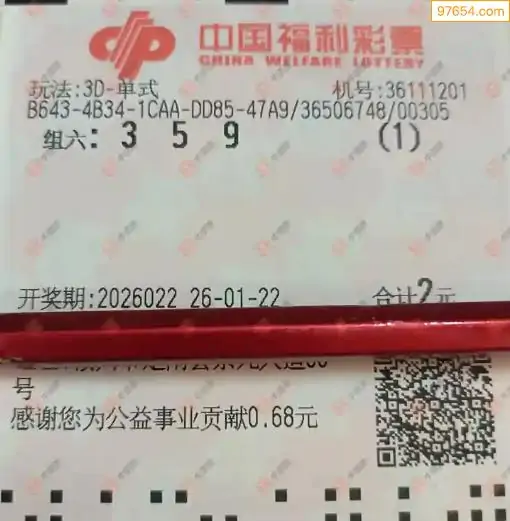 97654.com
中国福利彩票
CHINA WELFARE LOTTERY
玩法:3D-单式 机号:36111201
B643-4B34-1CAA-DD85-47A9/36506748/00305
组六: 3 5 9 (1)
开奖期:2026022 26-01-22 合计2元
号
感谢您为公益事业贡献0.68元